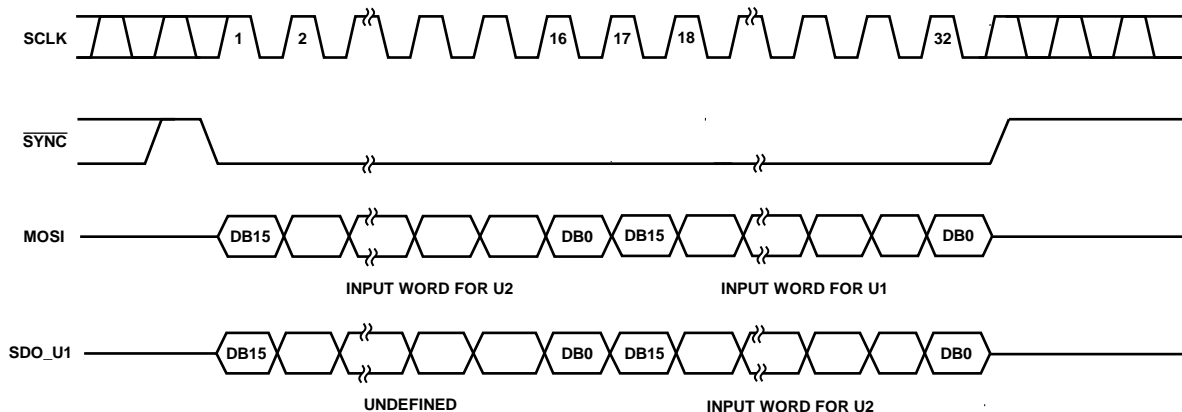 SCLK 1 2 16 17 18 32
SYNC
MOSI DB15 DB0 DB15 DB0
INPUT WORD FOR U2 INPUT WORD FOR U1
SDO_U1 DB15 DB0 DB15 DB0
UNDEFINED INPUT WORD FOR U2